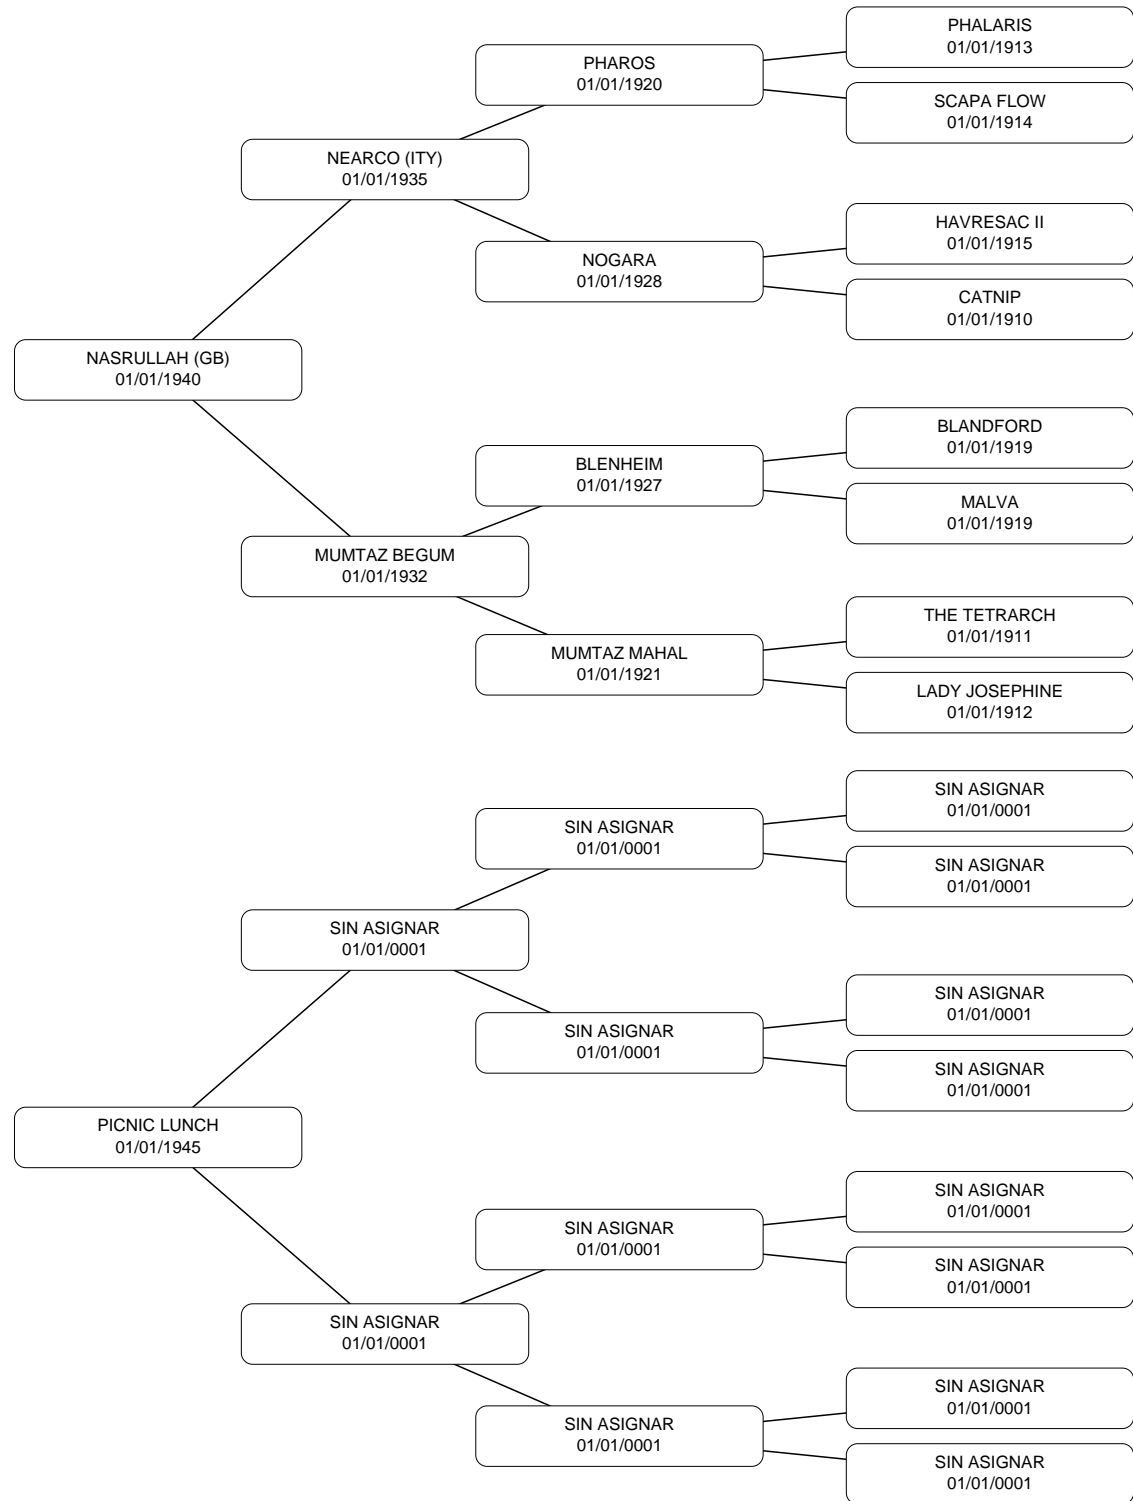 PHALARIS
01/01/1913
PHAROS
01/01/1920
SCAPA FLOW
01/01/1914
NEARCO (ITY)
01/01/1935
HAVRESAC II
01/01/1915
NOGARA
01/01/1928
CATNIP
01/01/1910
NASRULLAH (GB)
01/01/1940
BLANDFORD
01/01/1919
BLENHEIM
01/01/1927
MALVA
01/01/1919
MUMTAZ BEGUM
01/01/1932
THE TETRARCH
01/01/1911
MUMTAZ MAHAL
01/01/1921
LADY JOSEPHINE
01/01/1912
SIN ASIGNAR
01/01/0001
SIN ASIGNAR
01/01/0001
SIN ASIGNAR
01/01/0001
SIN ASIGNAR
01/01/0001
SIN ASIGNAR
01/01/0001
SIN ASIGNAR
01/01/0001
SIN ASIGNAR
01/01/0001
PICNIC LUNCH
01/01/1945
SIN ASIGNAR
01/01/0001
SIN ASIGNAR
01/01/0001
SIN ASIGNAR
01/01/0001
SIN ASIGNAR
01/01/0001
SIN ASIGNAR
01/01/0001
SIN ASIGNAR
01/01/0001
SIN ASIGNAR
01/01/0001